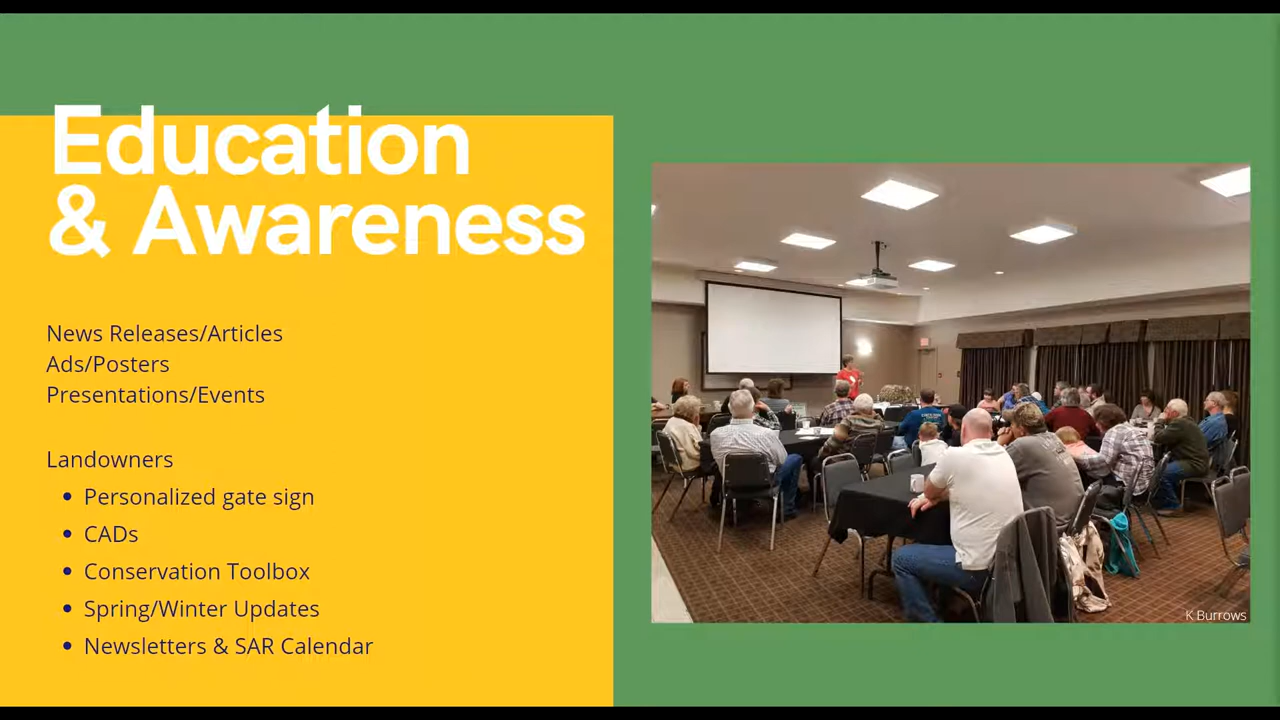 Education
& Awareness
News Releases/Articles
Ads/Posters
Presentations/Events
Landowners
• Personalized gate sign
• CADs
• Conservation Toolbox
• Spring/Winter Updates
• Newsletters & SAR Calendar
K Burrows